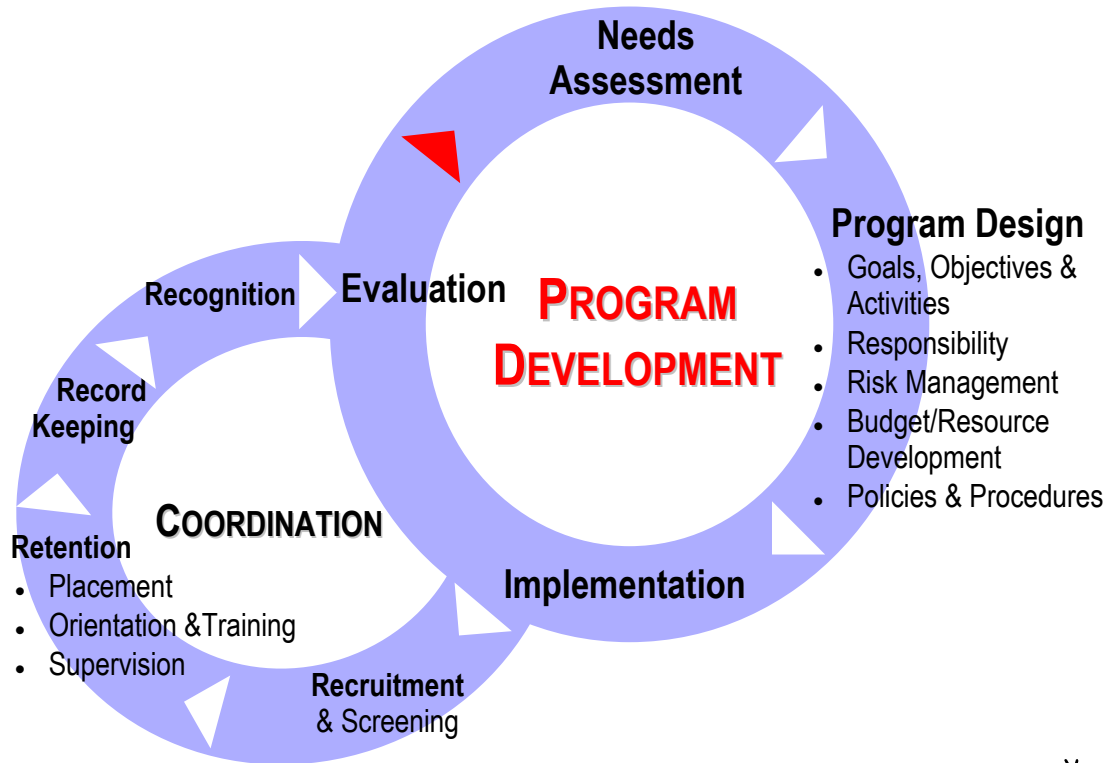 Needs
Assessment
Program Design
• Goals, Objectives &
Activities
• Responsibility
• Risk Management
• Budget/Resource
Development
• Policies & Procedures
Implementation
Evaluation
PROGRAM
DEVELOPMENT
Recognition
Record
Keeping
COORDINATION
Retention
• Placement
• Orientation &Training
• Supervision
Recruitment
& Screening